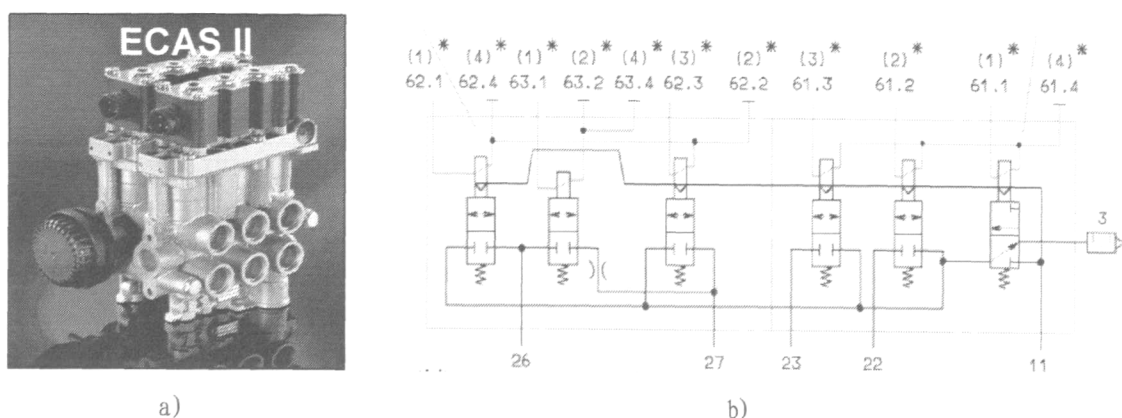 ECAS II
(1)* (4)* (1)* (2)* (4)* (3)* (2)* (3)* (2)* (1)* (4)*
62.1 62.4 63.1 63.2 63.4 62.3 62.2 61.3 61.2 61.1 61.4
3
)(
26 27 23 22 11
a) b)